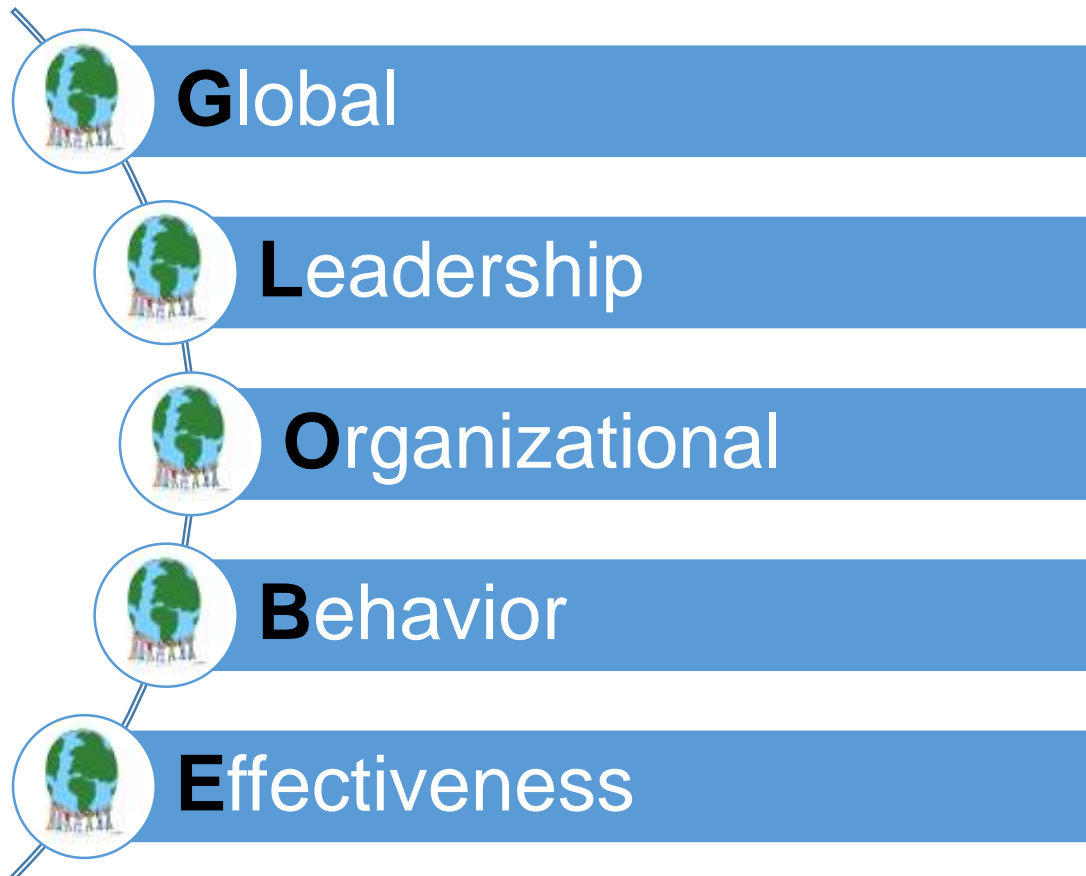 Global
Leadership
Organizational
Behavior
Effectiveness